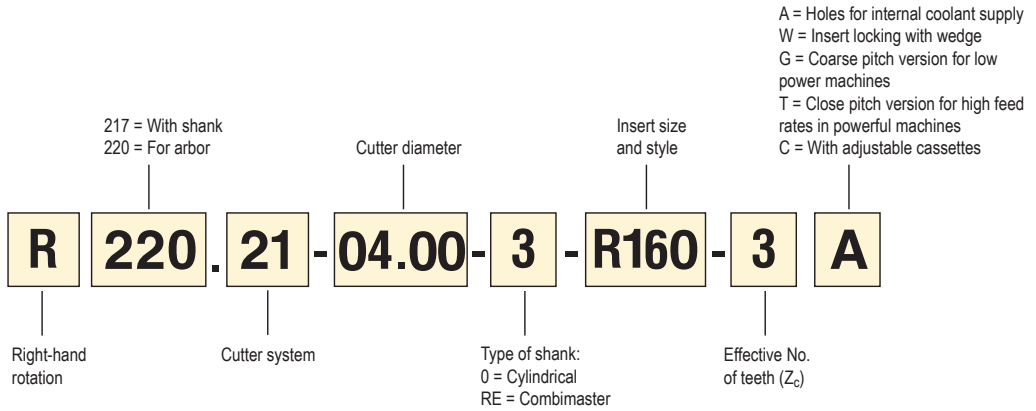 A = Holes for internal coolant supply
W = Insert locking with wedge
G = Coarse pitch version for low
power machines
T = Close pitch version for high feed
rates in powerful machines
C = With adjustable cassettes
217 = With shank
220 = For arbor
Cutter diameter
Insert size
and style
R 220.21-04.00-3-R160-3 A
Right-hand
rotation
Cutter system
Type of shank:
0 = Cylindrical
RE = Combimaster
Effective No.
of teeth (Zc)